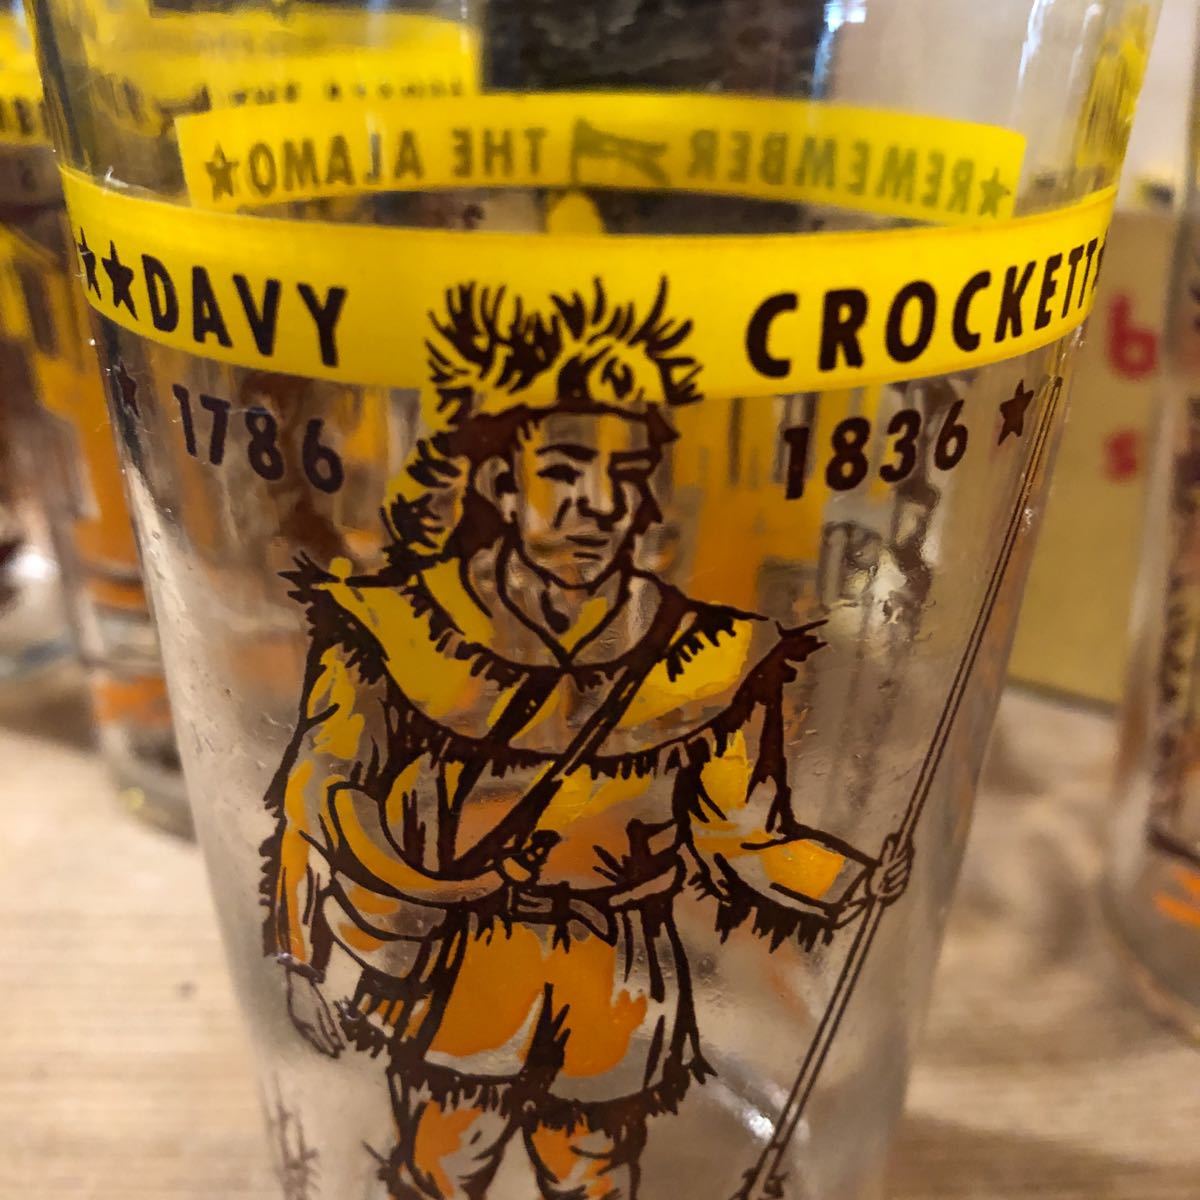 ★REMEMBER THE ALAMO★
★★DAVY CROCKETT★
★ 1786 1836 ★